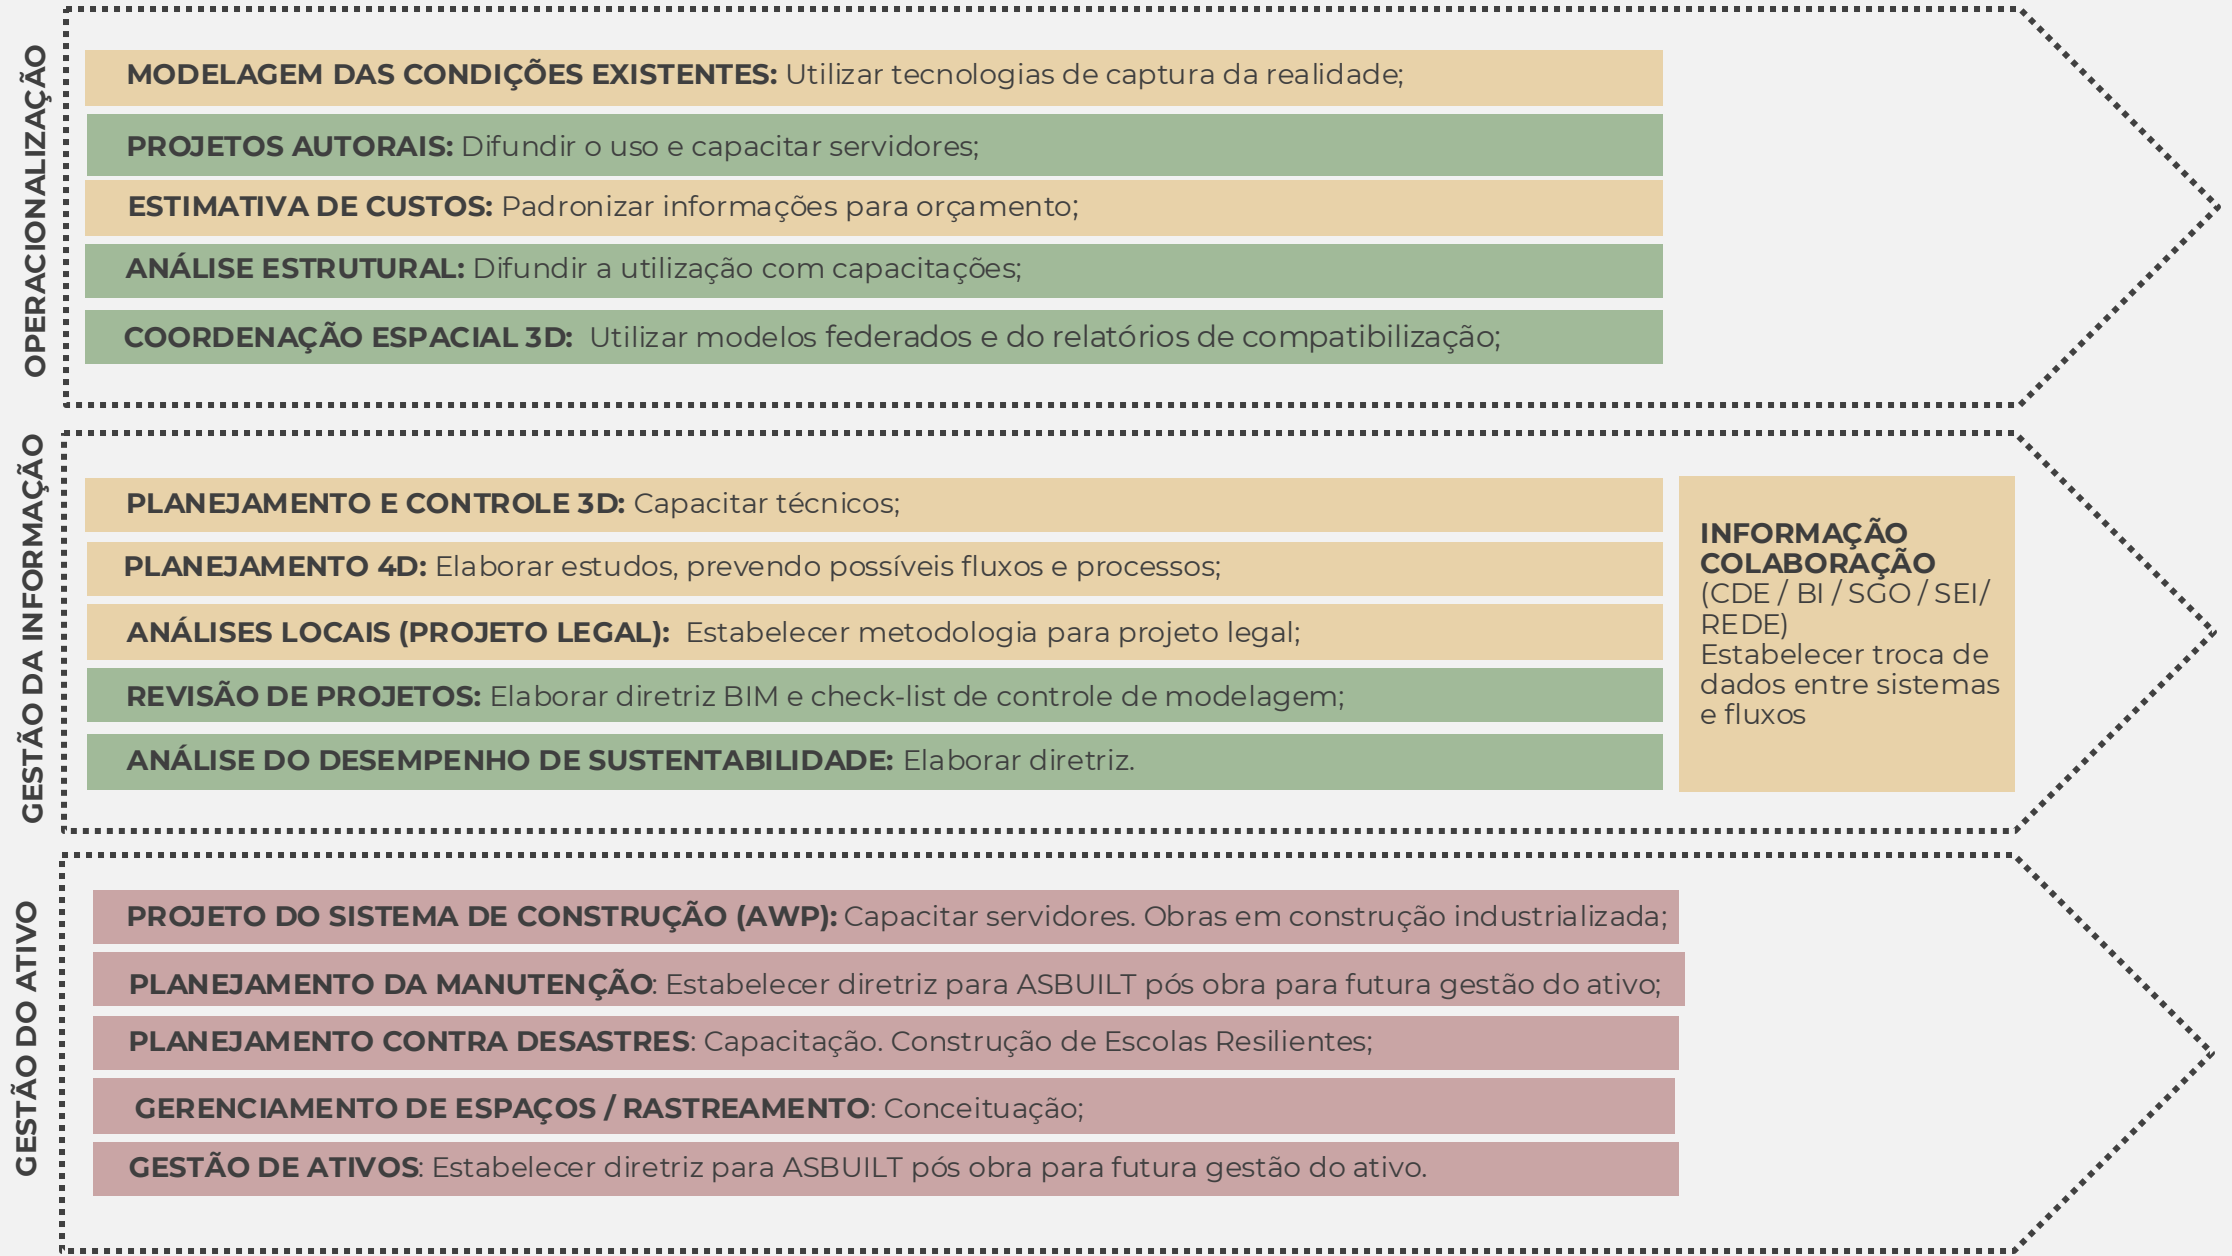 OPERACIONALIZAÇÃO
MODELAGEM DAS CONDIÇÕES EXISTENTES: Utilizar tecnologias de captura da realidade;
PROJETOS AUTORAIS: Difundir o uso e capacitar servidores;
ESTIMATIVA DE CUSTOS: Padronizar informações para orçamento;
ANÁLISE ESTRUTURAL: Difundir a utilização com capacitações;
COORDENAÇÃO ESPACIAL 3D: Utilizar modelos federados e do relatórios de compatibilização;
GESTÃO DA INFORMAÇÃO
PLANEJAMENTO E CONTROLE 3D: Capacitar técnicos;
PLANEJAMENTO 4D: Elaborar estudos, prevendo possíveis fluxos e processos;
ANÁLISES LOCAIS (PROJETO LEGAL): Estabelecer metodologia para projeto legal;
REVISÃO DE PROJETOS: Elaborar diretriz BIM e check-list de controle de modelagem;
ANÁLISE DO DESEMPENHO DE SUSTENTABILIDADE: Elaborar diretriz.
INFORMAÇÃO
COLABORAÇÃO
(CDE / BI / SGO / SEI/
REDE)
Estabelecer troca de
dados entre sistemas
e fluxos
GESTÃO DO ATIVO
PROJETO DO SISTEMA DE CONSTRUÇÃO (AWP): Capacitar servidores. Obras em construção industrializada;
PLANEJAMENTO DA MANUTENÇÃO: Estabelecer diretriz para ASBUILT pós obra para futura gestão do ativo;
PLANEJAMENTO CONTRA DESASTRES: Capacitação. Construção de Escolas Resilientes;
GERENCIAMENTO DE ESPAÇOS / RASTREAMENTO: Conceituação;
GESTÃO DE ATIVOS: Estabelecer diretriz para ASBUILT pós obra para futura gestão do ativo.